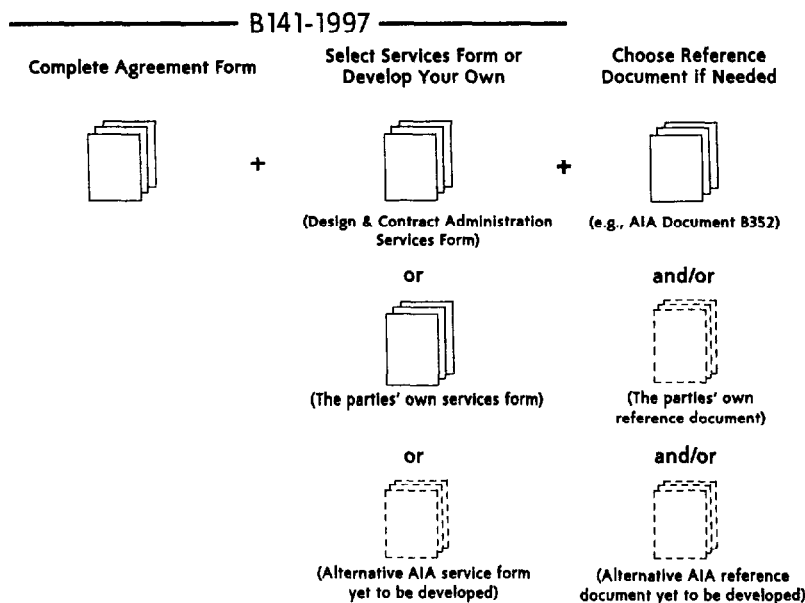 B141-1997
Complete Agreement Form
Select Services Form or
Develop Your Own
Choose Reference
Document if Needed
+
+
(Design & Contract Administration
Services Form)
(e.g., AIA Document B352)
or
and/or
(The parties' own services form)
(The parties' own
reference document)
or
and/or
(Alternative AIA service form
yet to be developed)
(Alternative AIA reference
document yet to be developed)